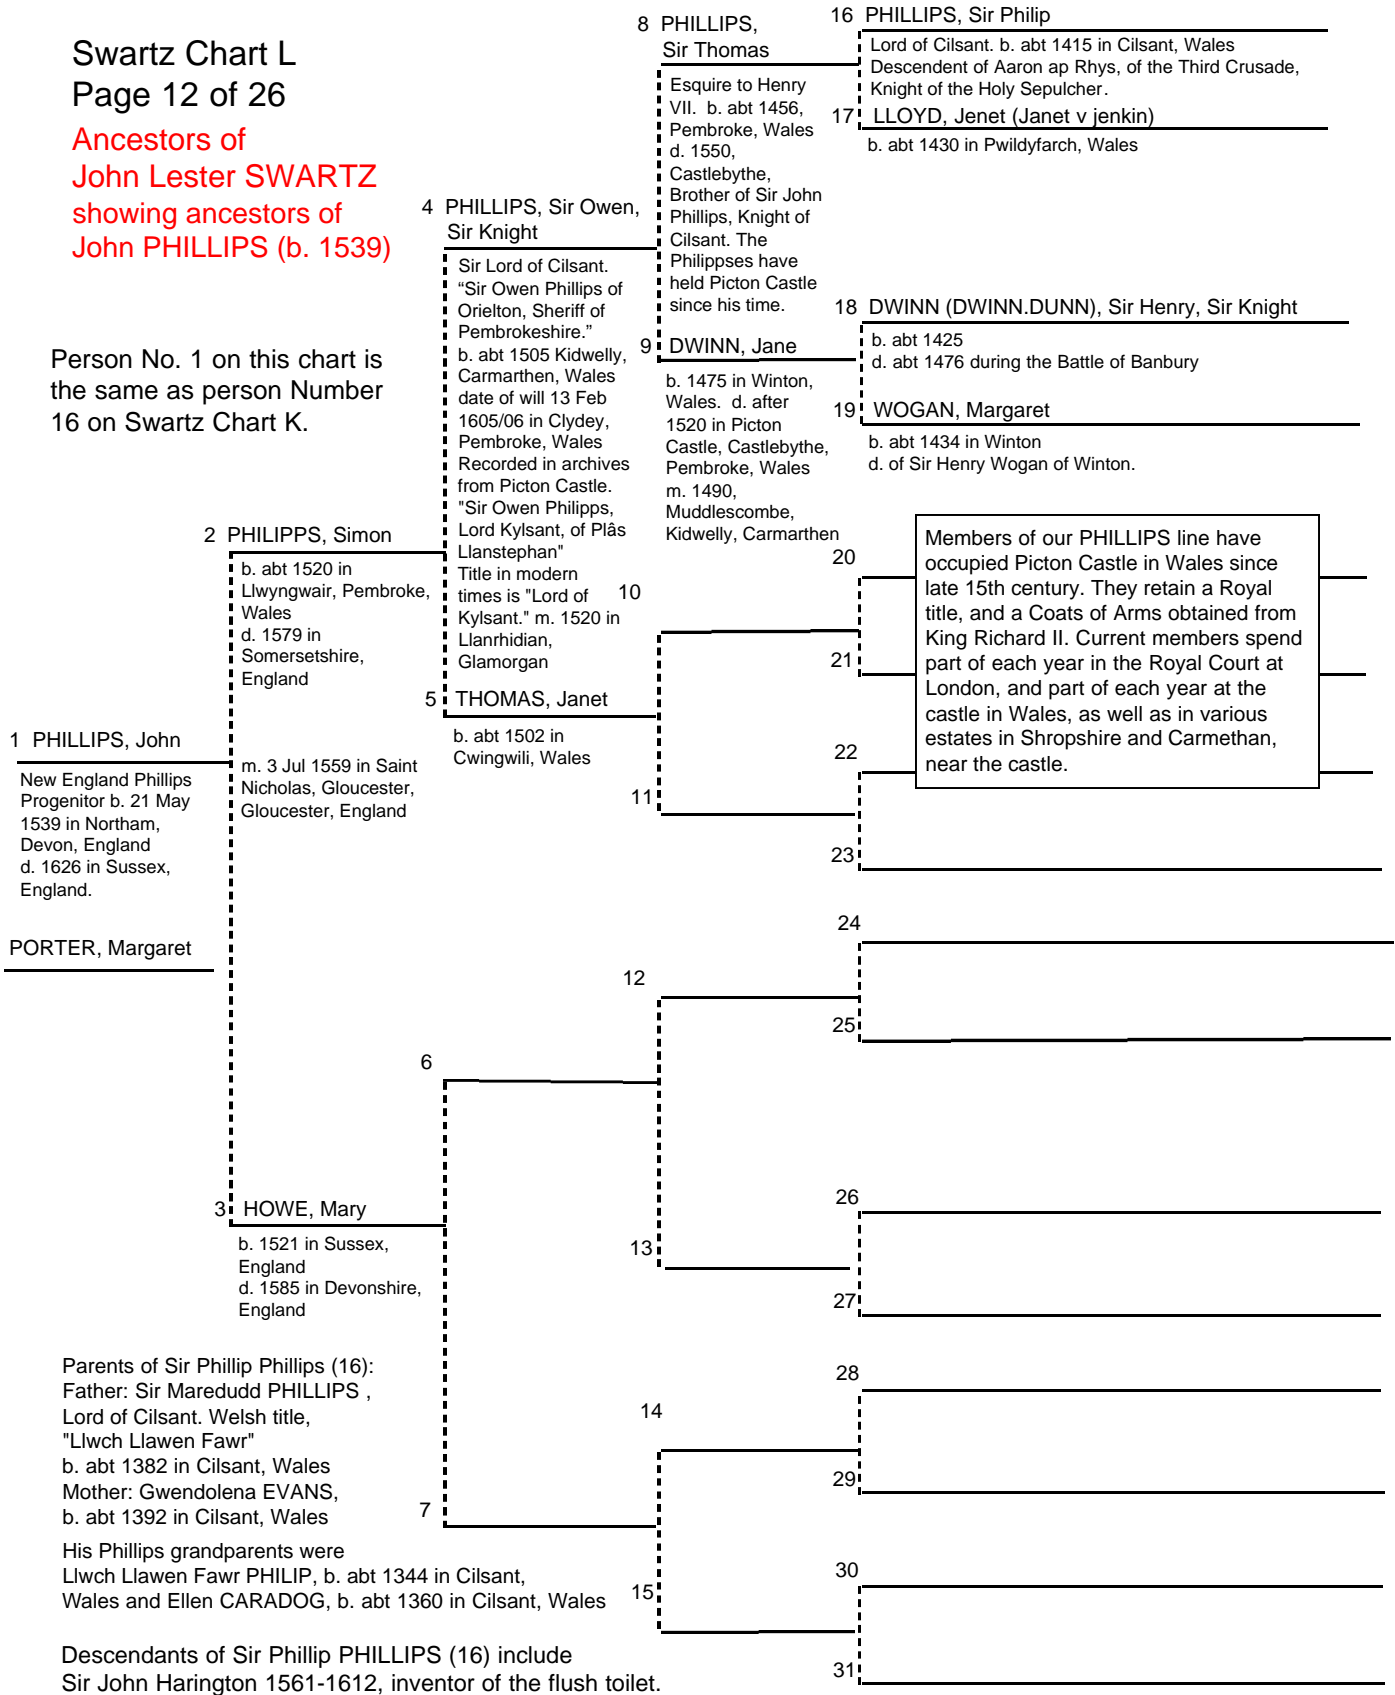 Swartz Chart L
Page 12 of 26
Ancestors of
John Lester SWARTZ
showing ancestors of
John PHILLIPS (b. 1539)
Person No. 1 on this chart is
the same as person Number
16 on Swartz Chart K.
1 PHILLIPS, John
New England Phillips
Progenitor b. 21 May
1539 in Northam,
Devon, England
d. 1626 in Sussex,
England.
PORTER, Margaret
2 PHILIPPS, Simon
b. abt 1520 in
Llwyngwair, Pembroke,
Wales
d. 1579 in
Somersetshire,
England
m. 3 Jul 1559 in Saint
Nicholas, Gloucester,
Gloucester, England
3 HOWE, Mary
b. 1521 in Sussex,
England
d. 1585 in Devonshire,
England
4 PHILLIPS, Sir Owen,
Sir Knight
Sir Lord of Cilsant.
“Sir Owen Phillips of
Orielton, Sheriff of
Pembrokeshire.”
b. abt 1505 Kidwelly,
Carmarthen, Wales
date of will 13 Feb
1605/06 in Clydey,
Pembroke, Wales
Recorded in archives
from Picton Castle.
"Sir Owen Philipps,
Lord Kylsant, of Plâs
Llanstephan"
Title in modern
times is "Lord of
Kylsant." m. 1520 in
Llanrhidian,
Glamorgan
5 THOMAS, Janet
b. abt 1502 in
Cwingwili, Wales
6
7
8 PHILLIPS,
Sir Thomas
Esquire to Henry
VII. b. abt 1456,
Pembroke, Wales
d. 1550,
Castlebythe,
Brother of Sir John
Phillips, Knight of
Cilsant. The
Philippses have
held Picton Castle
since his time.
9 DWINN, Jane
b. 1475 in Winton,
Wales. d. after
1520 in Picton
Castle, Castlebythe,
Pembroke, Wales
m. 1490,
Muddlescombe,
Kidwelly, Carmarthen
10
11
12
13
14
15
16 PHILLIPS, Sir Philip
Lord of Cilsant. b. abt 1415 in Cilsant, Wales
Descendent of Aaron ap Rhys, of the Third Crusade,
Knight of the Holy Sepulcher.
17 LLOYD, Jenet (Janet v jenkin)
b. abt 1430 in Pwildyfarch, Wales
18 DWINN (DWINN.DUNN), Sir Henry, Sir Knight
b. abt 1425
d. abt 1476 during the Battle of Banbury
19 WOGAN, Margaret
b. abt 1434 in Winton
d. of Sir Henry Wogan of Winton.
Members of our PHILLIPS line have
occupied Picton Castle in Wales since
late 15th century. They retain a Royal
title, and a Coats of Arms obtained from
King Richard II. Current members spend
part of each year in the Royal Court at
London, and part of each year at the
castle in Wales, as well as in various
estates in Shropshire and Carmethan,
near the castle.
20
21
22
23
24
25
26
27
28
29
30
31
Parents of Sir Phillip Phillips (16):
Father: Sir Maredudd PHILLIPS ,
Lord of Cilsant. Welsh title,
"Llwch Llawen Fawr"
b. abt 1382 in Cilsant, Wales
Mother: Gwendolena EVANS,
b. abt 1392 in Cilsant, Wales
His Phillips grandparents were
Llwch Llawen Fawr PHILIP, b. abt 1344 in Cilsant,
Wales and Ellen CARADOG, b. abt 1360 in Cilsant, Wales
Descendants of Sir Phillip PHILLIPS (16) include
Sir John Harington 1561-1612, inventor of the flush toilet.